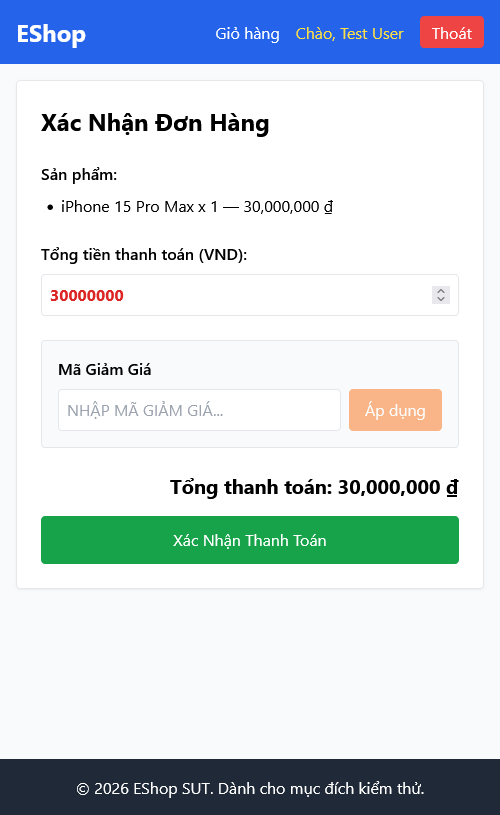 EShop
Giỏ hàng
Chào, Test User
Thoát
Xác Nhận Đơn Hàng
Sản phẩm:
• iPhone 15 Pro Max x 1 — 30,000,000 ₫
Tổng tiền thanh toán (VND):
30000000
Mã Giảm Giá
NHẬP MÃ GIẢM GIÁ...
Áp dụng
Tổng thanh toán: 30,000,000 ₫
Xác Nhận Thanh Toán
© 2026 EShop SUT. Dành cho mục đích kiểm thử.